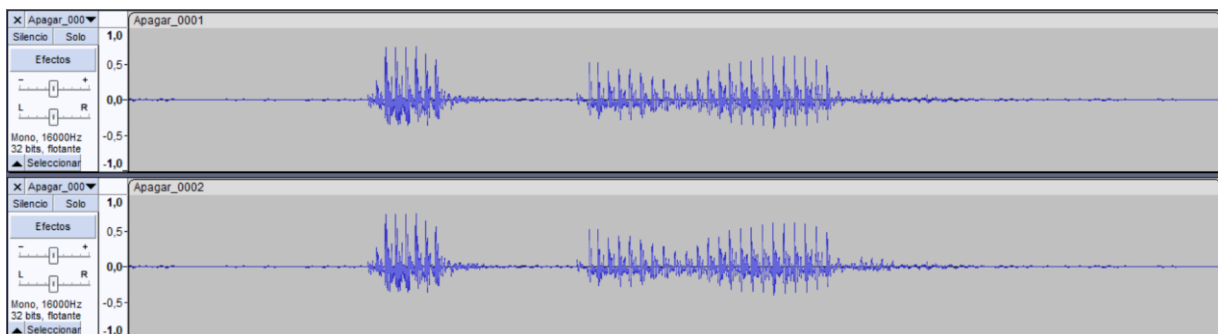 × Apagar_000▼ Apagar_0001
Silencio Solo 1,0
Efectos 0,5-
- +
0,0-
L R
Mono, 16000Hz -0,5-
32 bits, flotante
▲ Seleccionar -1,0
× Apagar_000▼ Apagar_0002
Silencio Solo 1,0
Efectos 0,5-
- +
0,0-
L R
Mono, 16000Hz -0,5-
32 bits, flotante
▲ Seleccionar -1,0